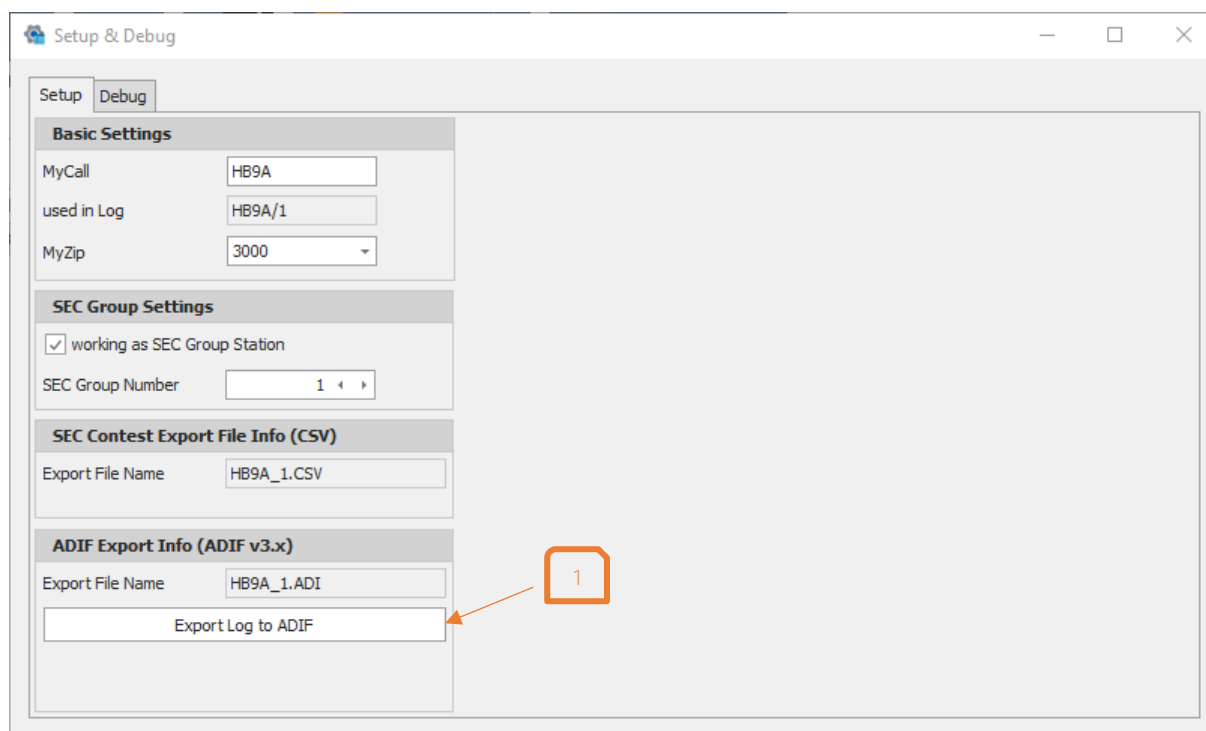 Setup & Debug
Setup Debug
Basic Settings
MyCall HB9A
used in Log HB9A/1
MyZip 3000
SEC Group Settings
working as SEC Group Station
SEC Group Number 1
SEC Contest Export File Info (CSV)
Export File Name HB9A_1.CSV
ADIF Export Info (ADIF v3.x)
Export File Name HB9A_1.ADI
1
Export Log to ADIF